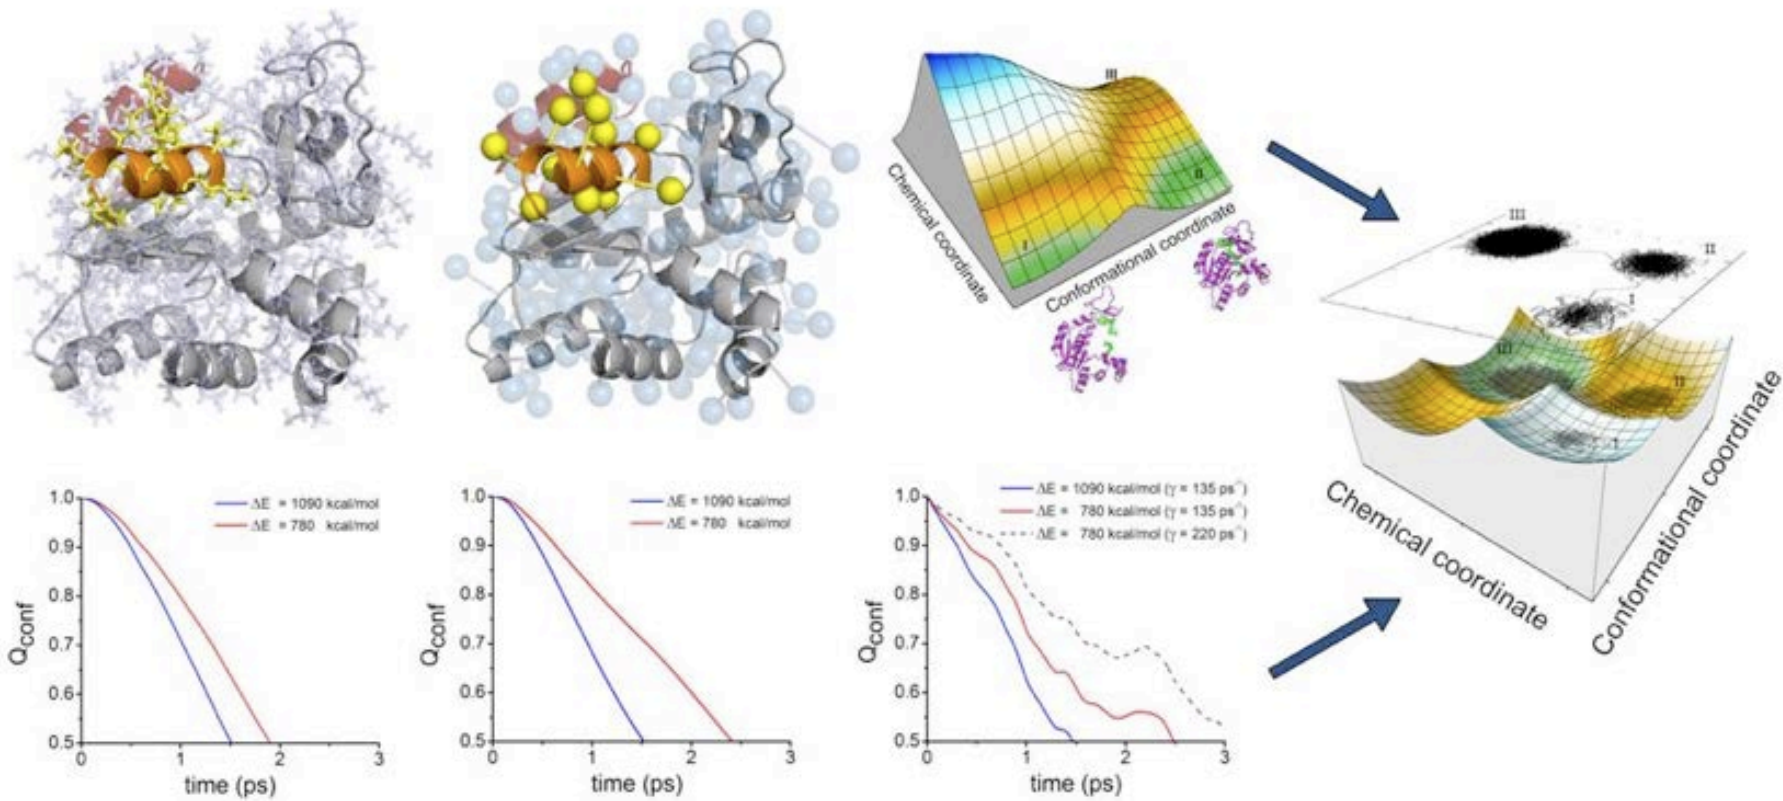 III
II
I
Chemical coordinate
Conformational coordinate
III
II
I
III
II
I
Chemical coordinate
Conformational coordinate
ΔE = 1090 kcal/mol
ΔE = 780 kcal/mol
1.0
0.9
0.8
0.7
0.6
0.5
0
1
2
3
Qconf
time (ps)
ΔE = 1090 kcal/mol
ΔE = 780 kcal/mol
1.0
0.9
0.8
0.7
0.6
0.5
0
1
2
3
Qconf
time (ps)
ΔE = 1090 kcal/mol (γ = 135 ps⁻¹)
ΔE = 780 kcal/mol (γ = 135 ps⁻¹)
ΔE = 780 kcal/mol (γ = 220 ps⁻¹)
1.0
0.9
0.8
0.7
0.6
0.5
0
1
2
3
Qconf
time (ps)